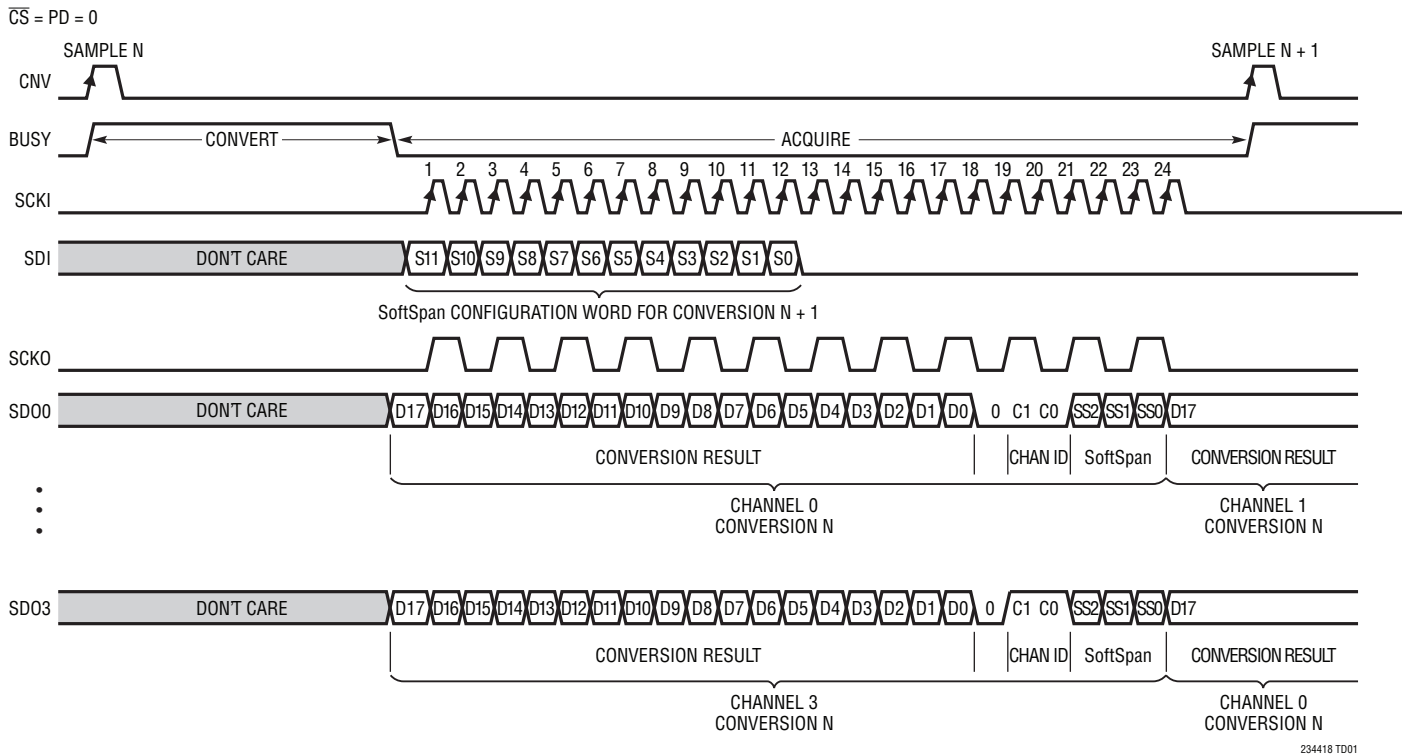 CS = PD = 0
SAMPLE N SAMPLE N + 1
CNV
BUSY CONVERT ACQUIRE
1 2 3 4 5 6 7 8 9 10 11 12 13 14 15 16 17 18 19 20 21 22 23 24
SCKI
SDI DON'T CARE S11 S10 S9 S8 S7 S6 S5 S4 S3 S2 S1 S0
SoftSpan CONFIGURATION WORD FOR CONVERSION N + 1
SCKO
SDO0 DON'T CARE D17 D16 D15 D14 D13 D12 D11 D10 D9 D8 D7 D6 D5 D4 D3 D2 D1 D0 0 C1 C0 SS2 SS1 SS0 D17
CONVERSION RESULT CHAN ID SoftSpan CONVERSION RESULT
CHANNEL 0 CHANNEL 1
CONVERSION N CONVERSION N
SDO3 DON'T CARE D17 D16 D15 D14 D13 D12 D11 D10 D9 D8 D7 D6 D5 D4 D3 D2 D1 D0 0 C1 C0 SS2 SS1 SS0 D17
CONVERSION RESULT CHAN ID SoftSpan CONVERSION RESULT
CHANNEL 3 CHANNEL 0
CONVERSION N CONVERSION N
234418 TD01